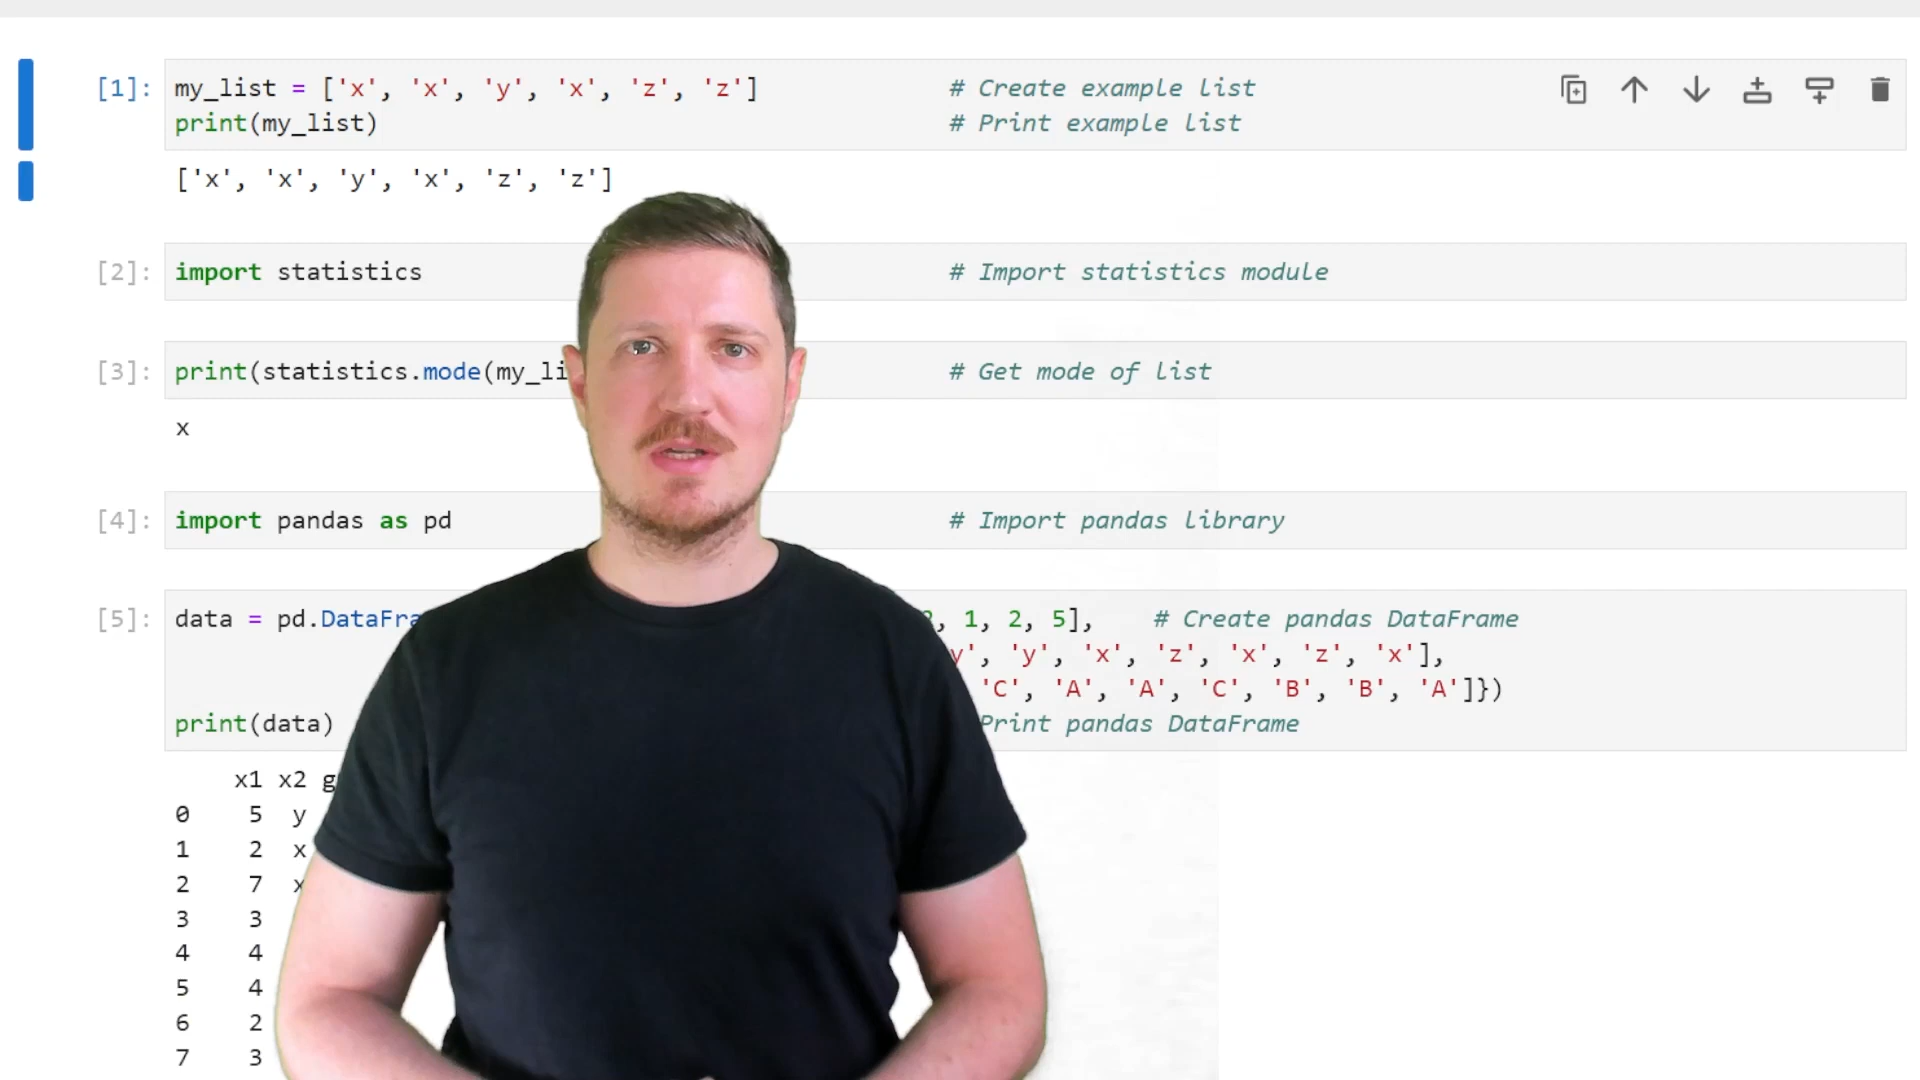 [1]: my_list = ['x', 'x', 'y', 'x', 'z', 'z'] # Create example list
print(my_list) # Print example list
['x', 'x', 'y', 'x', 'z', 'z']
[2]: import statistics # Import statistics module
[3]: print(statistics.mode(my_li # Get mode of list
x
[4]: import pandas as pd # Import pandas library
[5]: data = pd.DataFra , 1, 2, 5], # Create pandas DataFrame
y', 'y', 'x', 'z', 'x', 'z', 'x'],
'C', 'A', 'A', 'C', 'B', 'B', 'A']})
print(data) Print pandas DataFrame
x1 x2 g
0 5 y
1 2 x
2 7 x
3 3
4 4
5 4
6 2
7 3